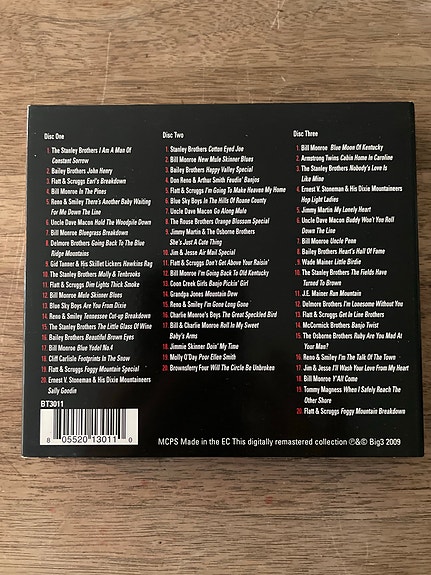 Disc One
1. The Stanley Brothers I Am A Man Of
Constant Sorrow
2. Bailey Brothers John Henry
3. Flatt & Scruggs Earl's Breakdown
4. Bill Monroe In The Pines
5. Reno & Smiley There's Another Baby Waiting
For Me Down The Line
6. Uncle Dave Macon Hold The Woodpile Down
7. Bill Monroe Bluegrass Breakdown
8. Delmore Brothers Going Back To The Blue
Ridge Mountains
9. Gid Tanner & His Skillet Lickers Hawkins Rag
10. The Stanley Brothers Molly & Tenbrooks
11. Flatt & Scruggs Dim Lights Thick Smoke
12. Bill Monroe Mule Skinner Blues
13. Blue Sky Boys Are You From Dixie
14. Reno & Smiley Tennessee Cut-up Breakdown
15. The Stanley Brothers The Little Glass Of Wine
16. Bailey Brothers Beautiful Brown Eyes
17. Bill Monroe Blue Yodel No.4
18. Cliff Carlisle Footprints In The Snow
19. Flatt & Scruggs Foggy Mountain Special
20. Ernest V. Stoneman & His Dixie Mountaineers
Sally Goodin
Disc Two
1. Stanley Brothers Cotton Eyed Joe
2. Bill Monroe New Mule Skinner Blues
3. Bailey Brothers Happy Valley Special
4. Don Reno & Arthur Smith Feudin' Banjos
5. Flatt & Scruggs I'm Going To Make Heaven My Home
6. Blue Sky Boys In The Hills Of Roane County
7. Uncle Dave Macon Go Along Mule
8. The Rouse Brothers Orange Blossom Special
9. Jimmy Martin & The Osborne Brothers
She's Just A Cute Thing
10. Jim & Jesse Air Mail Special
11. Flatt & Scruggs Don't Get Above Your Raisin'
12. Bill Monroe I'm Going Back To Old Kentucky
13. Coon Creek Girls Banjo Pickin' Girl
14. Grandpa Jones Mountain Dew
15. Reno & Smiley I'm Gone Long Gone
16. Charlie Monroe's Boys The Great Speckled Bird
17. Bill & Charlie Monroe Roll In My Sweet
Baby's Arms
18. Jimmie Skinner Doin' My Time
19. Molly O'Day Poor Ellen Smith
20. Brownsferry Four Will The Circle Be Unbroken
Disc Three
1. Bill Monroe Blue Moon Of Kentucky
2. Armstrong Twins Cabin Home In Caroline
3. The Stanley Brothers Nobody's Love Is
Like Mine
4. Ernest V. Stoneman & His Dixie Mountaineers
Hop Light Ladies
5. Jimmy Martin My Lonely Heart
6. Uncle Dave Macon Buddy Won't You Roll
Down The Line
7. Bill Monroe Uncle Penn
8. Bailey Brothers Heart's Hall Of Fame
9. Wade Mainer Little Birdie
10. The Stanley Brothers The Fields Have
Turned To Brown
11. J.E. Mainer Run Mountain
12. Delmore Brothers I'm Lonesome Without You
13. Flatt & Scruggs Get In Line Brothers
14. McCormick Brothers Banjo Twist
15. The Osborne Brothers Ruby Are You Mad At
Your Man?
16. Reno & Smiley I'm The Talk Of The Town
17. Jim & Jesse I'll Wash Your Love From My Heart
18. Bill Monroe Y'All Come
19. Tommy Magness When I Safely Reach The
Other Shore
20. Flatt & Scruggs Foggy Mountain Breakdown
BT3011
8 05520 13011 0
MCPS Made in the EC This digitally remastered collection ℗&© Big3 2009